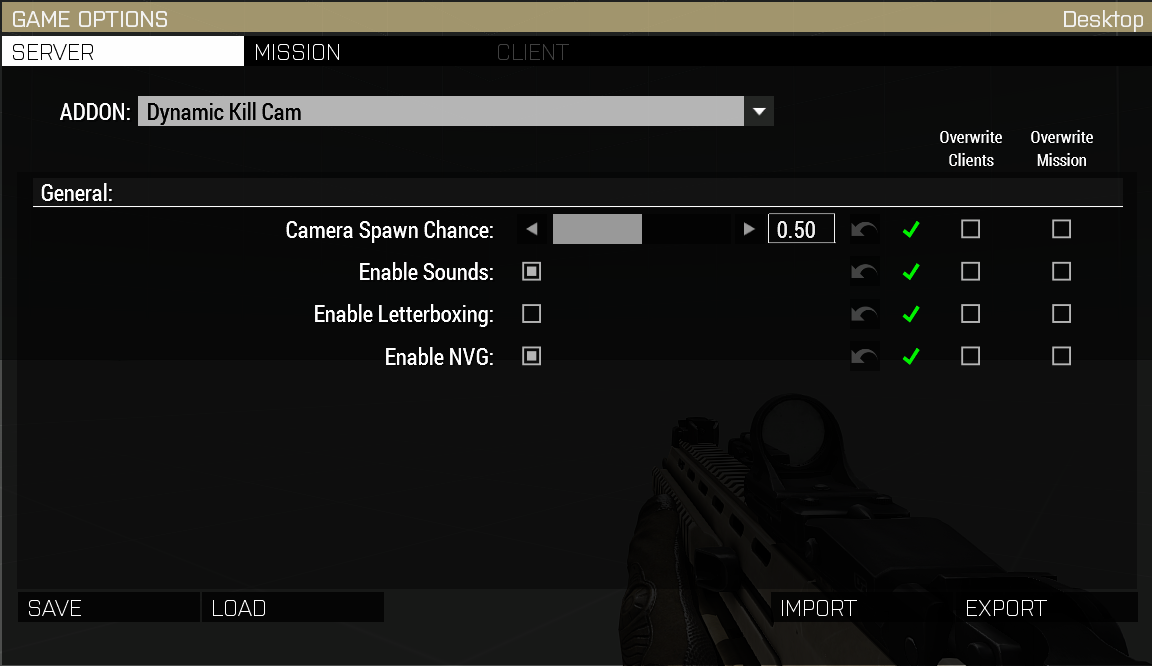 GAME OPTIONS Desktop
SERVER MISSION CLIENT
ADDON: Dynamic Kill Cam
Overwrite Clients Overwrite Mission
General:
Camera Spawn Chance: 0.50
Enable Sounds:
Enable Letterboxing:
Enable NVG:
SAVE LOAD IMPORT EXPORT